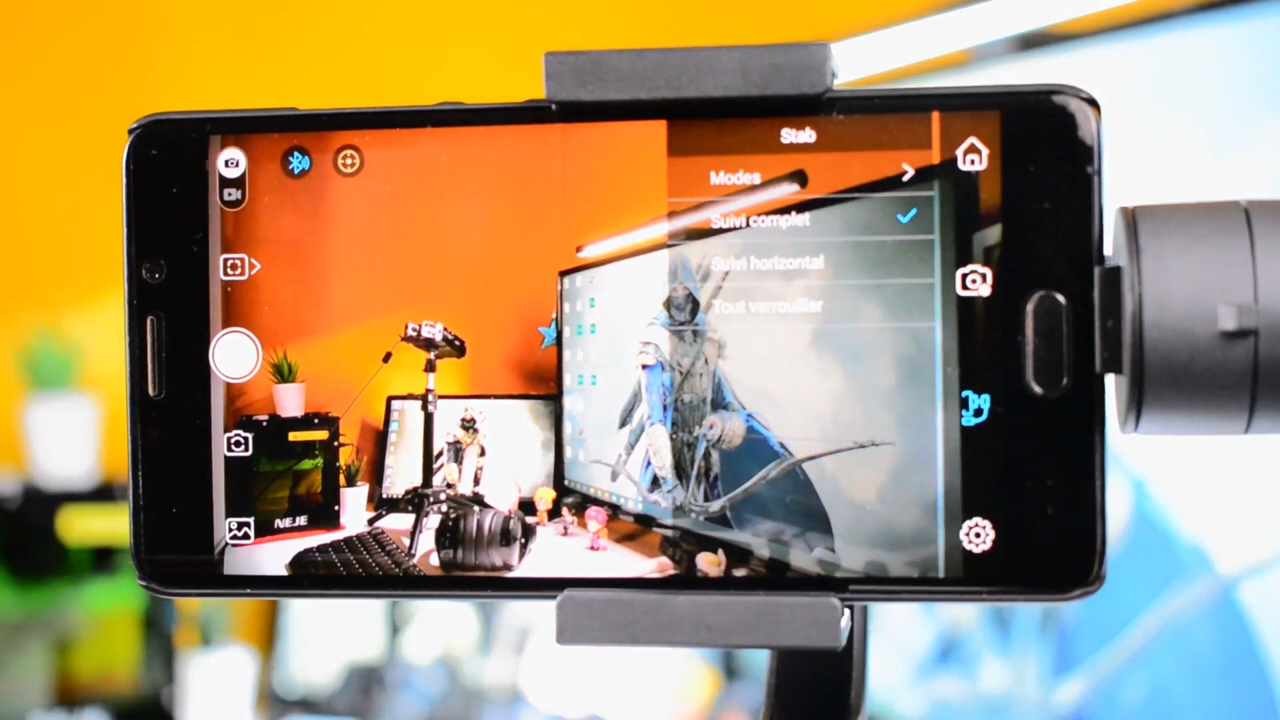 Stab
Modes
Suivi complet
Suivi horizontal
Tout verrouiller
NEJE